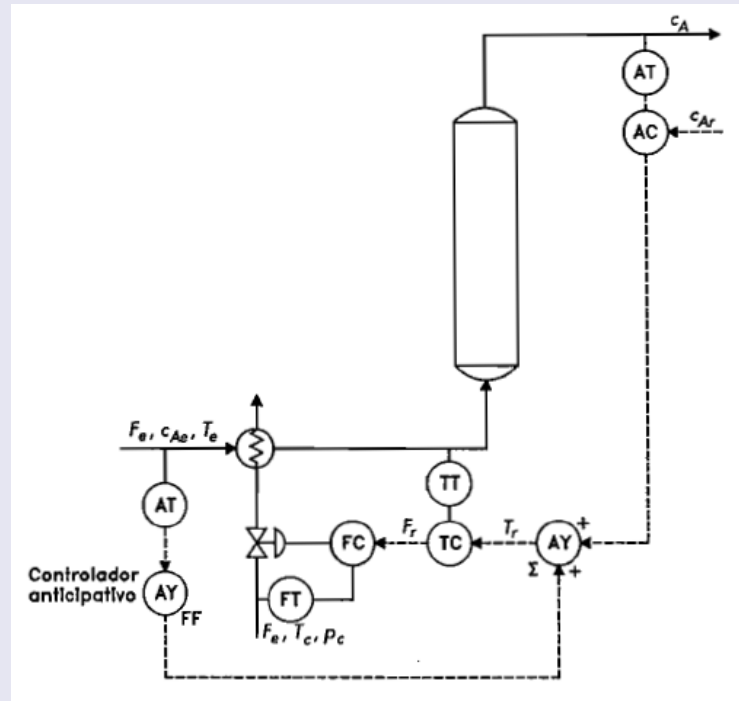 c_A
AT
AC
c_Ar
F_e, c_Ae, T_e
AT
TT
F_r
T_r
+
FC
TC
AY
Σ
+
Controlador
anticipativo
AY
FF
FT
F_e, T_c, p_c